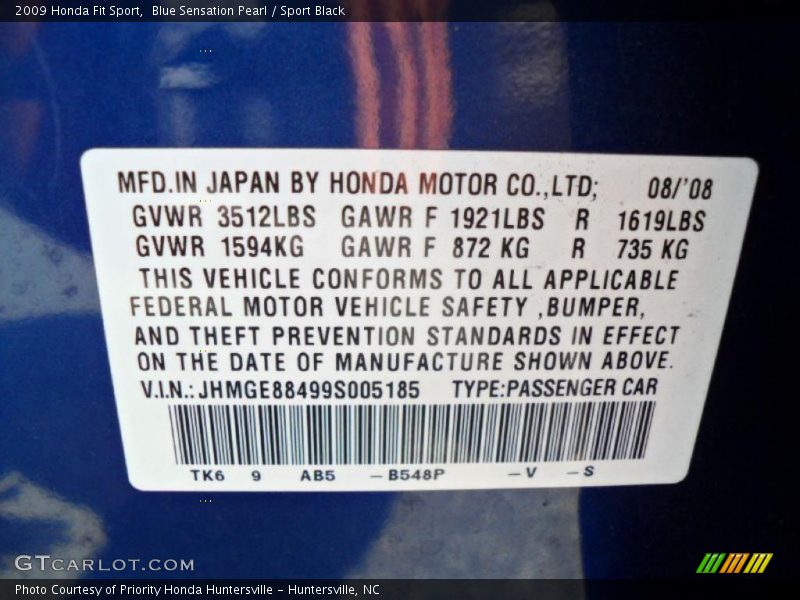 2009 Honda Fit Sport,  Blue Sensation Pearl / Sport Black
MFD.IN JAPAN BY HONDA MOTOR CO.,LTD; 08/'08
GVWR 3512LBS GAWR F 1921LBS R 1619LBS
GVWR 1594KG GAWR F 872 KG R 735 KG
THIS VEHICLE CONFORMS TO ALL APPLICABLE
FEDERAL MOTOR VEHICLE SAFETY ,BUMPER,
AND THEFT PREVENTION STANDARDS IN EFFECT
ON THE DATE OF MANUFACTURE SHOWN ABOVE.
V.I.N.: JHMGE88499S005185 TYPE:PASSENGER CAR
TK6 9 AB5 -B548P -V -S
GTCARLOT.COM
Photo Courtesy of Priority Honda Huntersville - Huntersville, NC